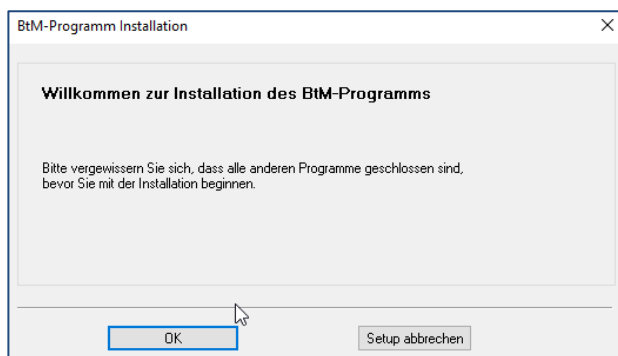 BtM-Programm Installation
Willkommen zur Installation des BtM-Programms
Bitte vergewissern Sie sich, dass alle anderen Programme geschlossen sind,
bevor Sie mit der Installation beginnen.
OK
Setup abbrechen